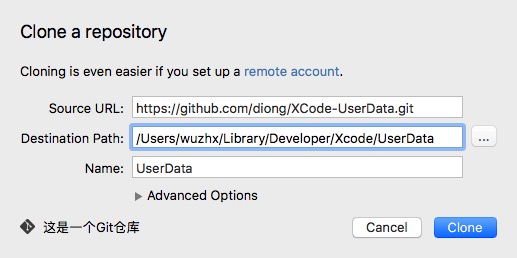 Clone a repository
Cloning is even easier if you set up a remote account.
Source URL: https://github.com/diong/XCode-UserData.git
Destination Path: /Users/wuzhx/Library/Developer/Xcode/UserData ...
Name: UserData
Advanced Options
这是一个Git仓库 Cancel Clone